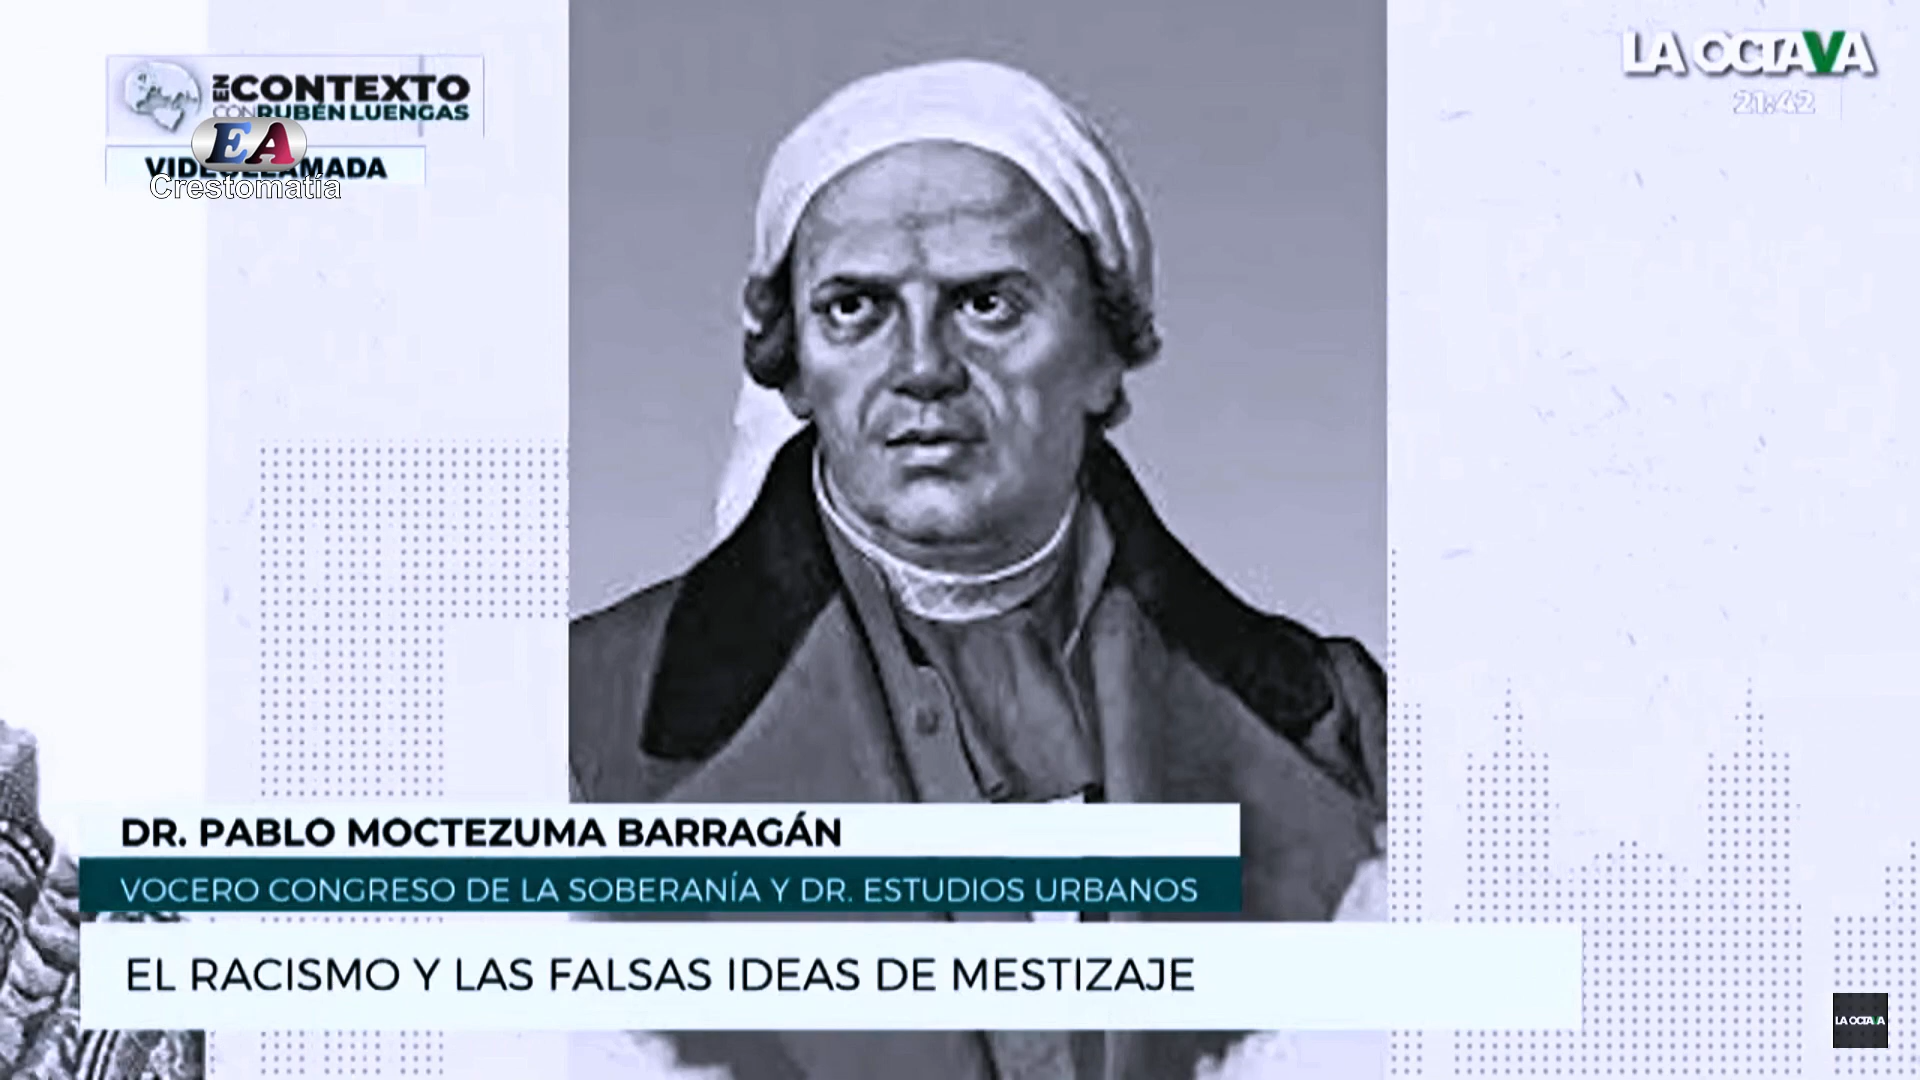 EN CONTEXTO
CON RUBÉN LUENGAS
EA
Crestomatía
LA OCTAVA
21:42
DR. PABLO MOCTEZUMA BARRAGÁN
VOCERO CONGRESO DE LA SOBERANÍA Y DR. ESTUDIOS URBANOS
EL RACISMO Y LAS FALSAS IDEAS DE MESTIZAJE
LA OCTAVA